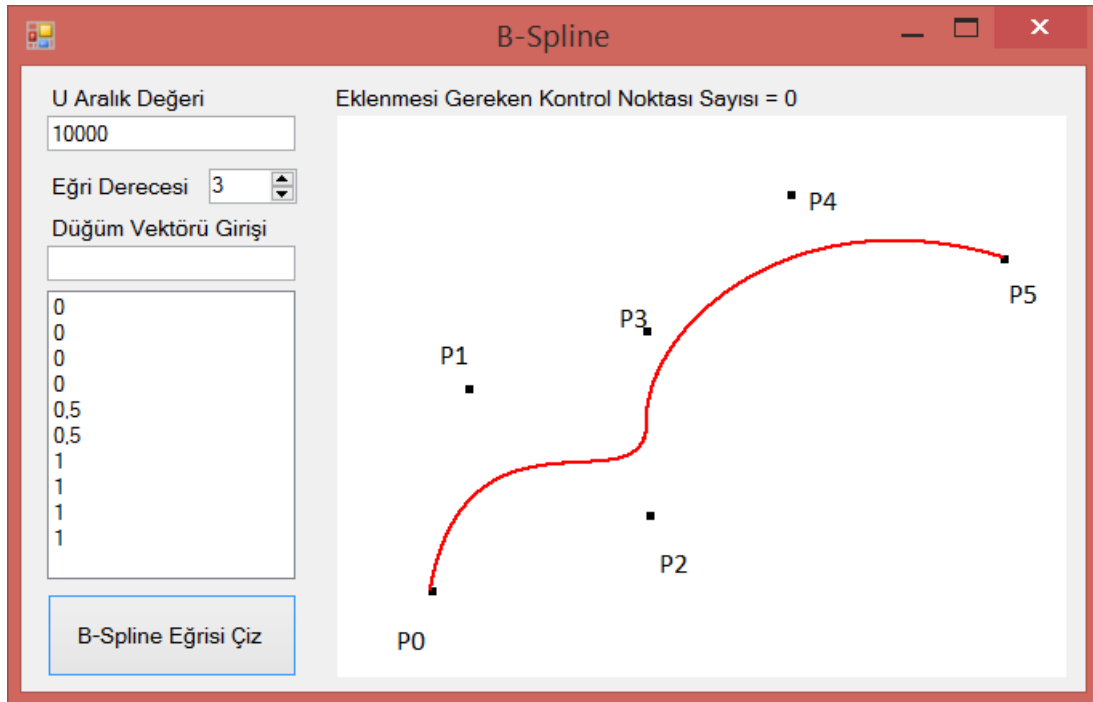 B-Spline
U Aralık Değeri
10000
Eğri Derecesi 3
Düğüm Vektörü Girişi
0
0
0
0
0,5
0,5
1
1
1
1
B-Spline Eğrisi Çiz
Eklenmesi Gereken Kontrol Noktası Sayısı = 0
P4
P5
P3
P1
P2
P0